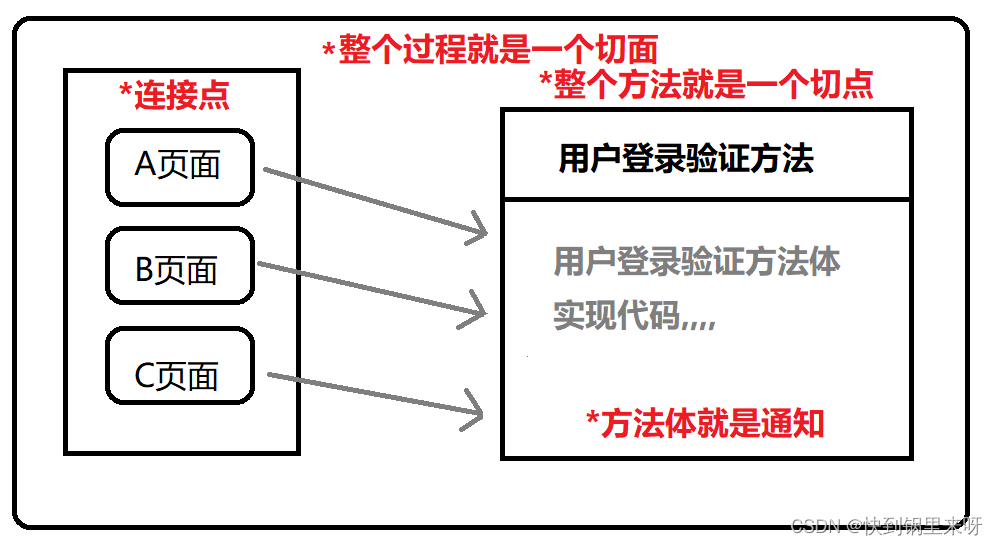 *整个过程就是一个切面
*整个方法就是一个切点
*连接点
A页面
B页面
C页面
用户登录验证方法
用户登录验证方法体
实现代码,,,,
*方法体就是通知
CSDN @快到锅里来呀